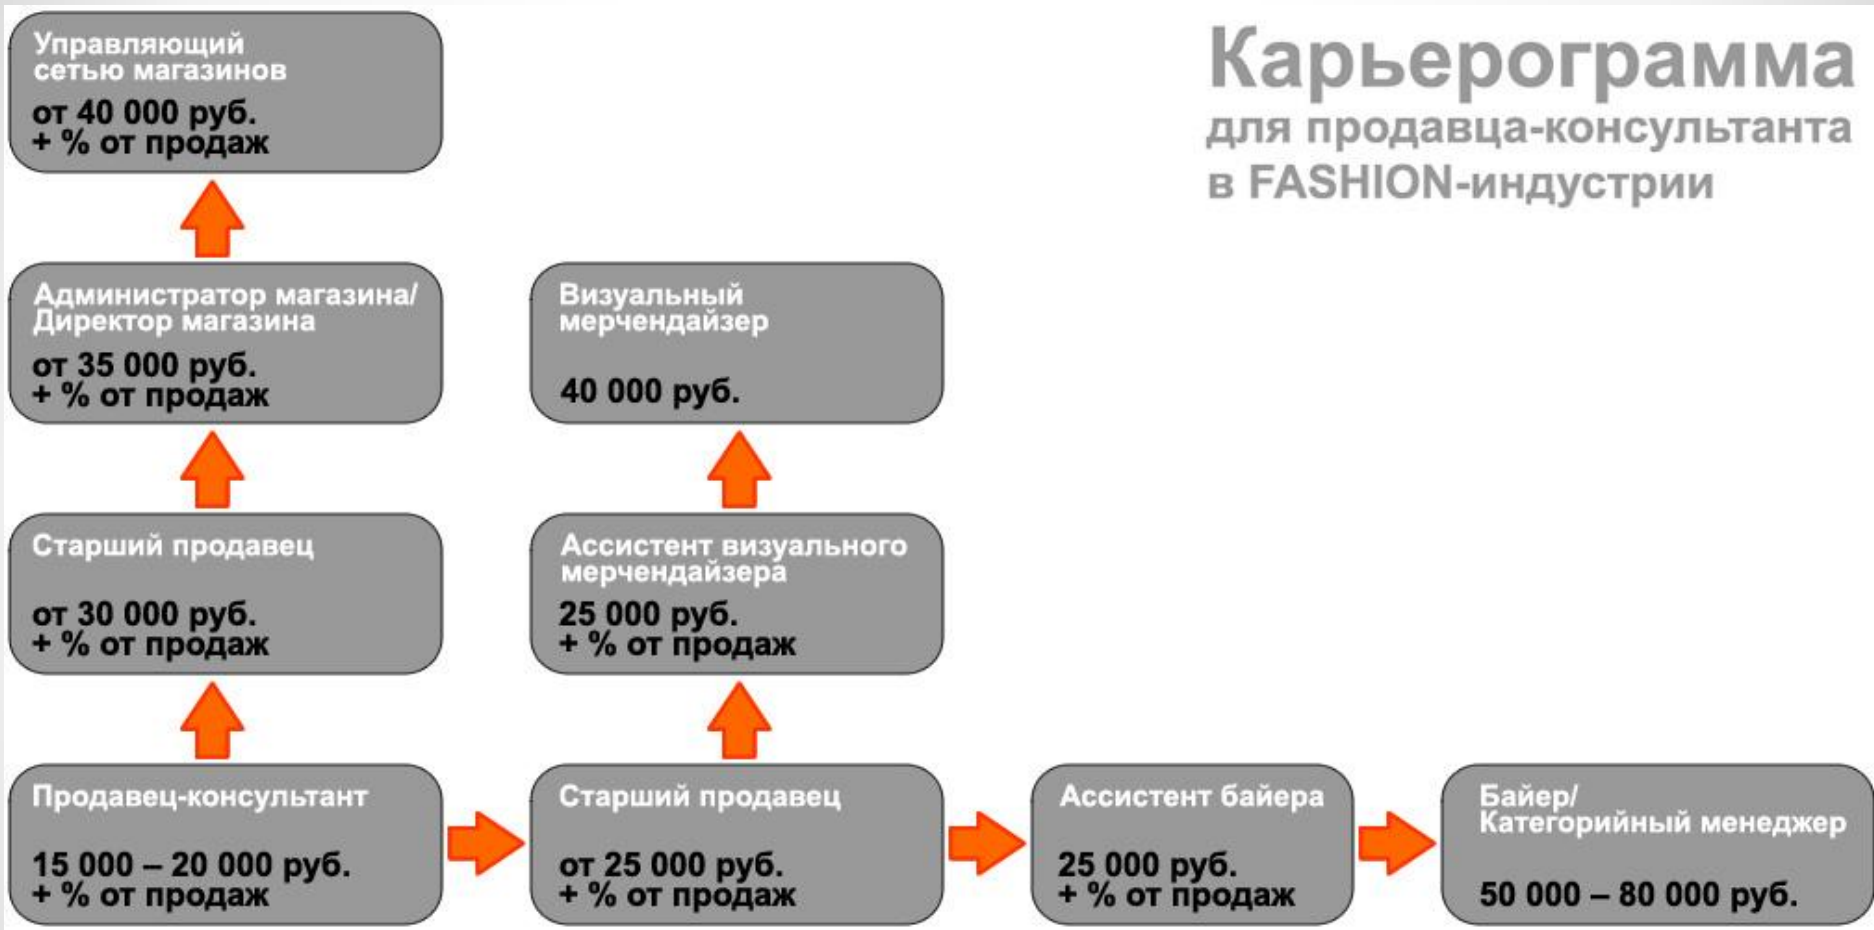 Карьерограмма
для продавца-консультанта
в FASHION-индустрии
Управляющий
сетью магазинов
от 40 000 руб.
+ % от продаж
Администратор магазина/
Директор магазина
от 35 000 руб.
+ % от продаж
Визуальный
мерчендайзер
40 000 руб.
Старший продавец
от 30 000 руб.
+ % от продаж
Ассистент визуального
мерчендайзера
25 000 руб.
+ % от продаж
Продавец-консультант
15 000 – 20 000 руб.
+ % от продаж
Старший продавец
от 25 000 руб.
+ % от продаж
Ассистент байера
25 000 руб.
+ % от продаж
Байер/
Категорийный менеджер
50 000 – 80 000 руб.